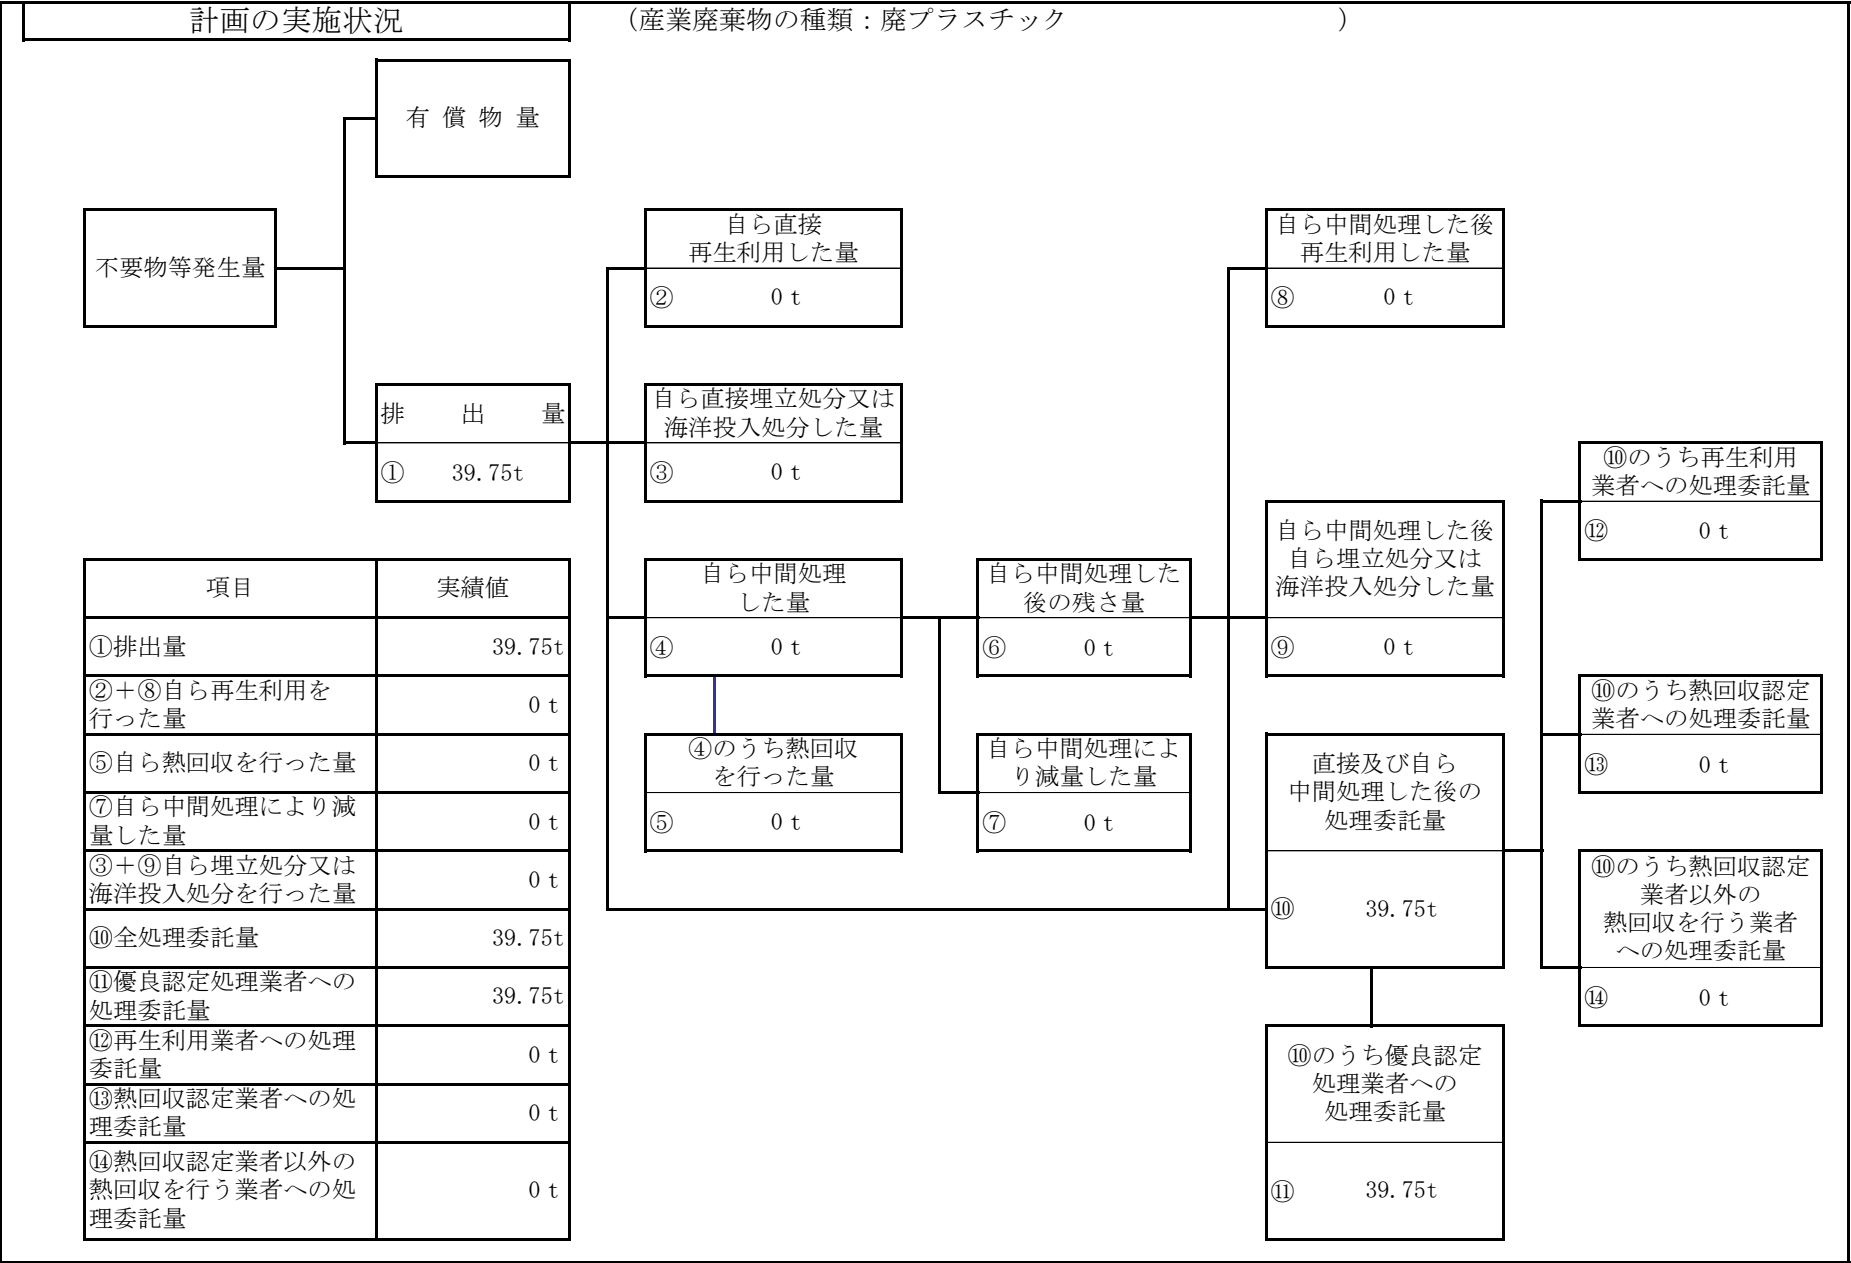 計画の実施状況
（産業廃棄物の種類：廃プラスチック　　　　　　　　　　　）
有 償 物 量
不要物等発生量
自ら直接
再生利用した量
② 0 t
自ら中間処理した後
再生利用した量
⑧ 0 t
排 出 量
① 39.75t
自ら直接埋立処分又は
海洋投入処分した量
③ 0 t
⑩のうち再生利用
業者への処理委託量
⑫ 0 t
自ら中間処理した後
自ら埋立処分又は
海洋投入処分した量
⑨ 0 t
自ら中間処理
した量
④ 0 t
自ら中間処理した
後の残さ量
⑥ 0 t
⑩のうち熱回収認定
業者への処理委託量
⑬ 0 t
④のうち熱回収
を行った量
⑤ 0 t
自ら中間処理によ
り減量した量
⑦ 0 t
直接及び自ら
中間処理した後の
処理委託量
⑩ 39.75t
⑩のうち熱回収認定
業者以外の
熱回収を行う業者
への処理委託量
⑭ 0 t
⑩のうち優良認定
処理業者への
処理委託量
⑪ 39.75t
項目 実績値
①排出量 39.75t
②＋⑧自ら再生利用を
行った量 0 t
⑤自ら熱回収を行った量 0 t
⑦自ら中間処理により減
量した量 0 t
③＋⑨自ら埋立処分又は
海洋投入処分を行った量 0 t
⑩全処理委託量 39.75t
⑪優良認定処理業者への
処理委託量 39.75t
⑫再生利用業者への処理
委託量 0 t
⑬熱回収認定業者への処
理委託量 0 t
⑭熱回収認定業者以外の
熱回収を行う業者への処
理委託量 0 t